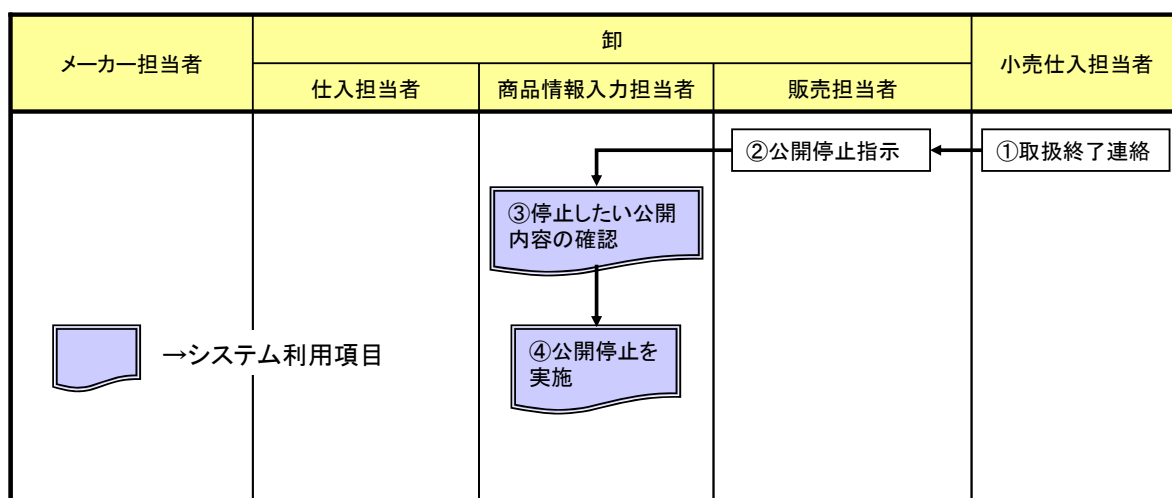 メーカー担当者
卸
小売仕入担当者
仕入担当者
商品情報入力担当者
販売担当者
②公開停止指示
①取扱終了連絡
③停止したい公開
内容の確認
→システム利用項目
④公開停止を
実施